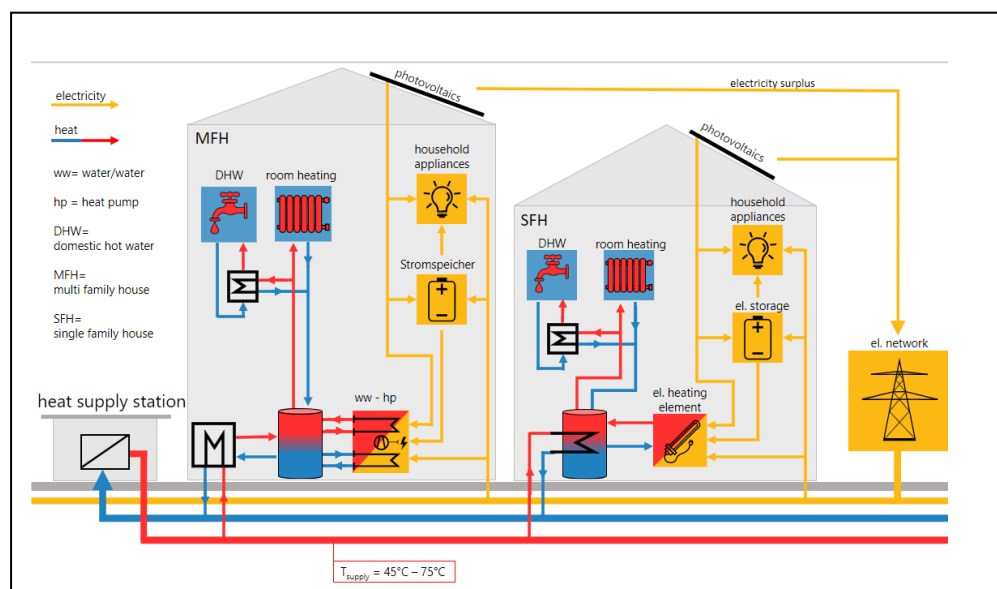 photovoltaics
electricity surplus
electricity
heat
ww= water/water
hp = heat pump
DHW=
domestic hot water
MFH=
multi family house
SFH=
single family house
MFH
DHW
room heating
household
appliances
Stromspeicher
ww - hp
photovoltaics
SFH
DHW
room heating
household
appliances
el. storage
el. heating
element
el. network
heat supply station
T_supply = 45°C – 75°C